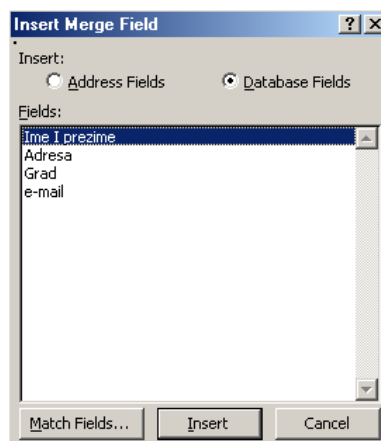 Insert Merge Field
Insert:
Address Fields Database Fields
Fields:
Ime I prezime
Adresa
Grad
e-mail
Match Fields... Insert Cancel